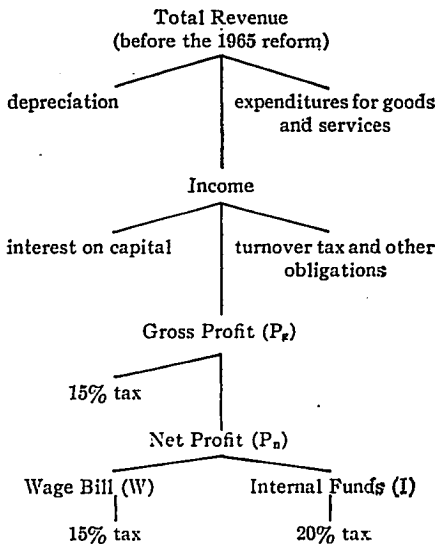 Total Revenue
(before the 1965 reform)
depreciation
expenditures for goods
and services
Income
interest on capital
turnover tax and other
obligations
Gross Profit (Pg)
15% tax
Net Profit (Pn)
Wage Bill (W)
Internal Funds (I)
15% tax
20% tax